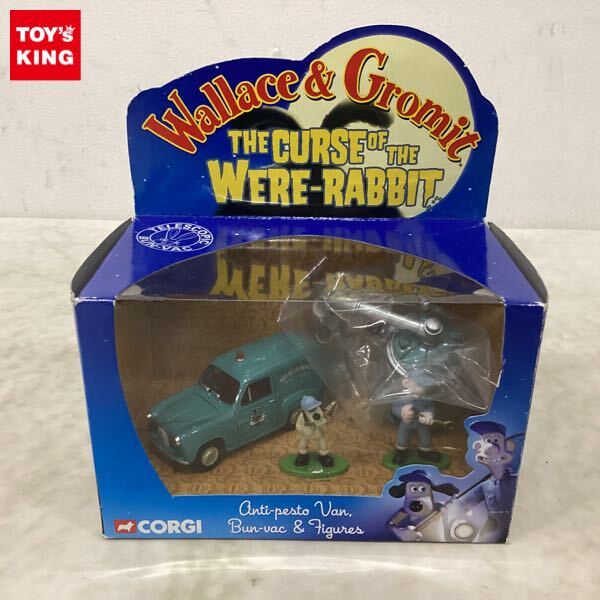 TOY'S
KING
Wallace & Gromit
THE CURSE OF THE
WERE-RABBIT
TELESCOPIC
BUN-VAC
Anti-pesto Van,
Bun-vac & Figures
CORGI